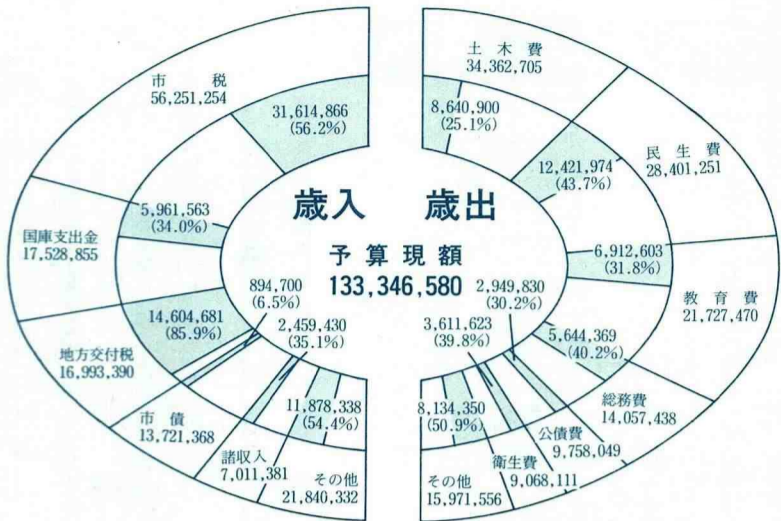 市税
56,251,254
31,614,866
(56.2%)
国庫支出金
17,528,855
5,961,563
(34.0%)
地方交付税
16,993,390
14,604,681
(85.9%)
市債
13,721,368
894,700
(6.5%)
諸収入
7,011,381
2,459,430
(35.1%)
その他
21,840,332
11,878,338
(54.4%)
歳入 歳出
予算現額
133,346,580
土木費
34,362,705
8,640,900
(25.1%)
民生費
28,401,251
12,421,974
(43.7%)
教育費
21,727,470
6,912,603
(31.8%)
総務費
14,057,438
5,644,369
(40.2%)
公債費
9,758,049
2,949,830
(30.2%)
衛生費
9,068,111
3,611,623
(39.8%)
その他
15,971,556
8,134,350
(50.9%)